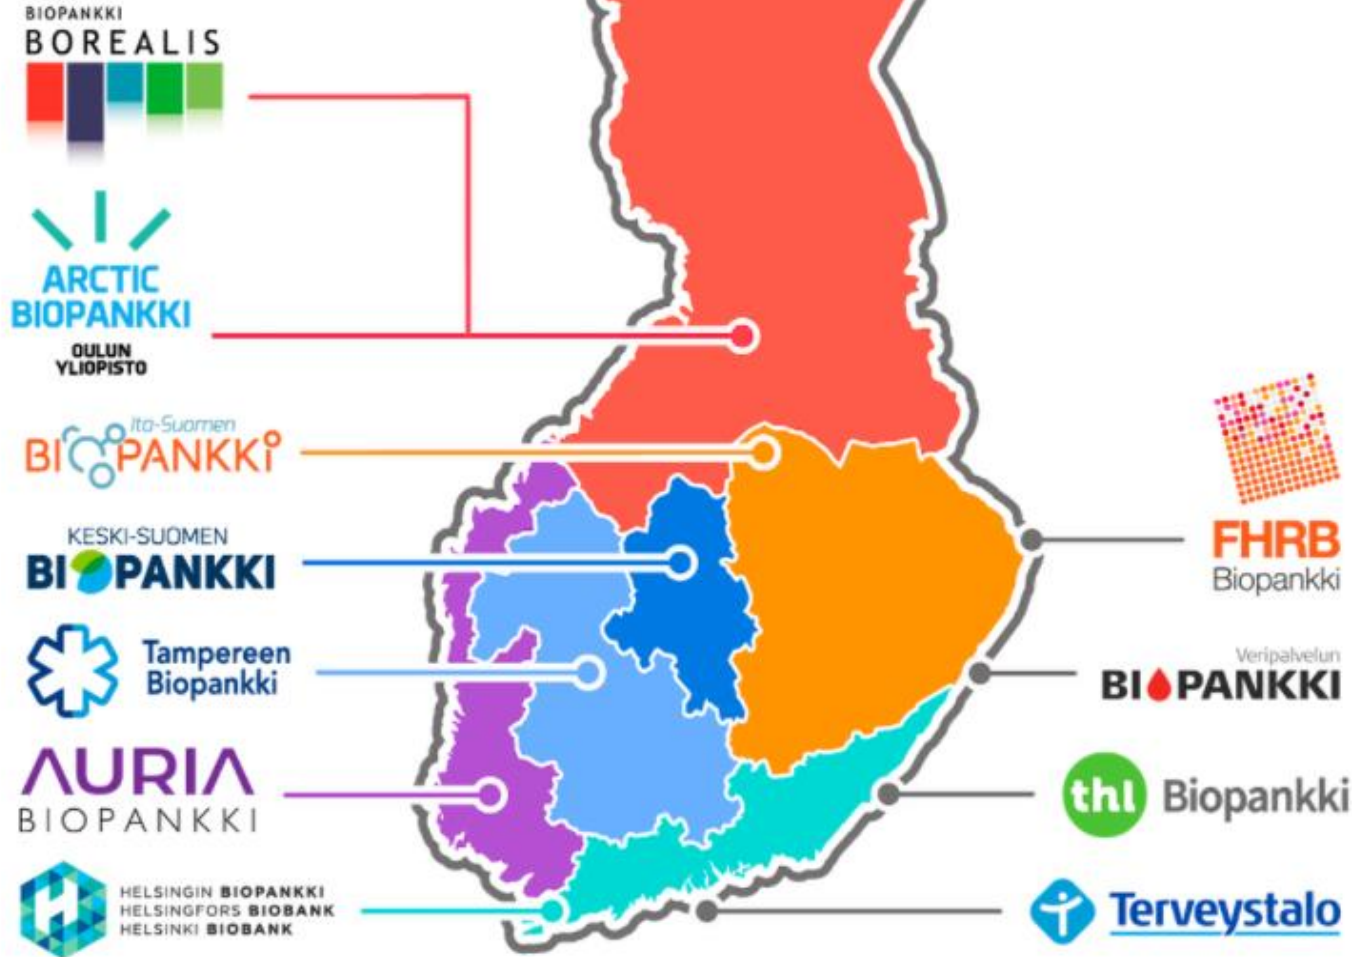 BIOPANKKI
BOREALIS
ARCTIC
BIOPANKKI
OULUN
YLIOPISTO
Itä-Suomen
BIOPANKKI
KESKI-SUOMEN
BIOPANKKI
Tampereen
Biopankki
AURIA
BIOPANKKI
HELSINGIN BIOPANKKI
HELSINGFORS BIOBANK
HELSINKI BIOBANK
FHRB
Biopankki
Veripalvelun
BIOPANKKI
thl Biopankki
Terveystalo